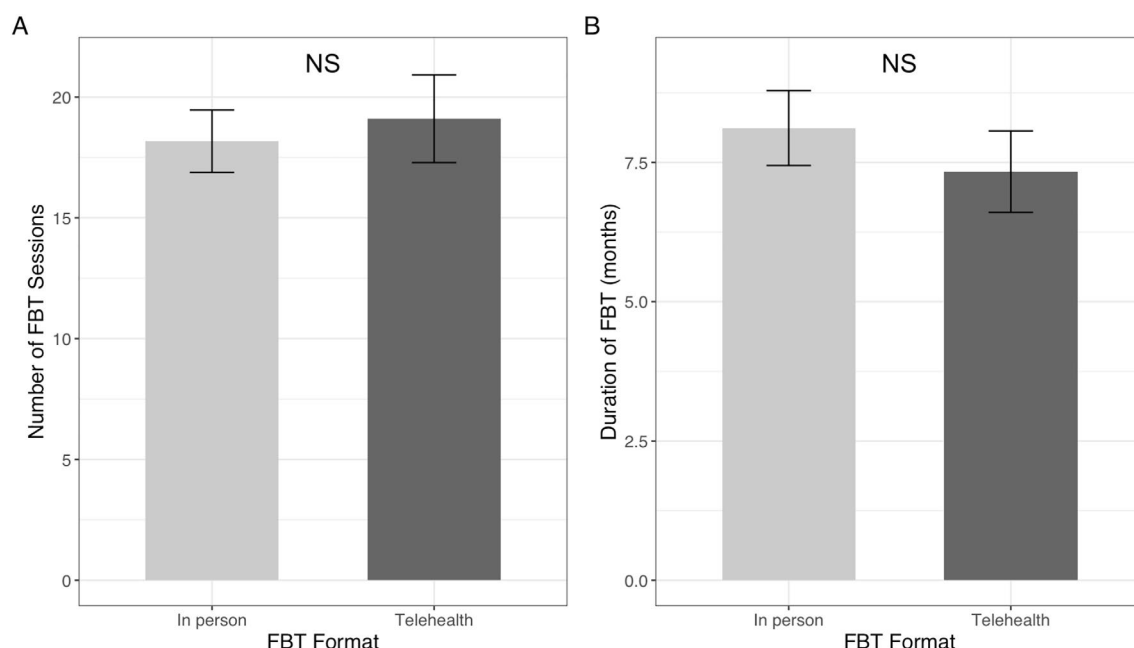 A
NS
Number of FBT Sessions
20
15
10
5
0
In person
Telehealth
FBT Format
B
NS
Duration of FBT (months)
7.5
5.0
2.5
0.0
In person
Telehealth
FBT Format